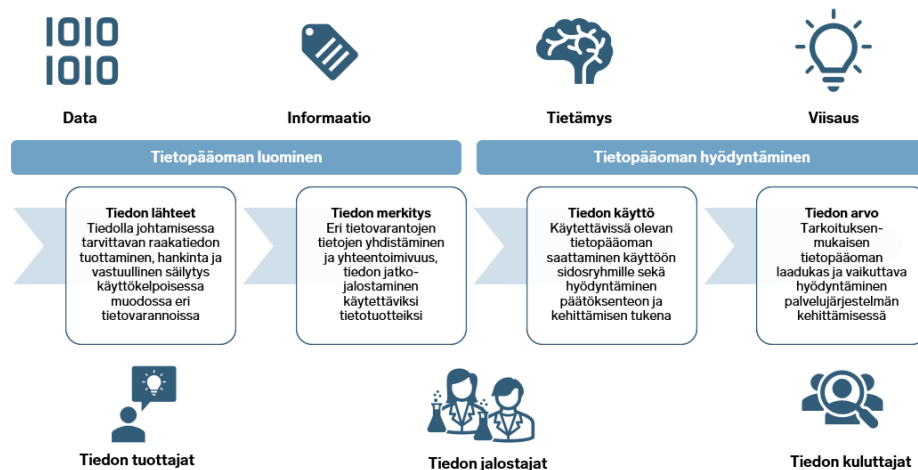 1010
1010
Data
Informaatio
Tietämys
Viisaus
Tietopääoman luominen
Tietopääoman hyödyntäminen
Tiedon lähteet
Tiedolla johtamisessa
tarvittavan raakatiedon
tuottaminen, hankinta ja
vastuullinen säilytys
käyttökelpoisessa
muodossa eri
tietovarannoissa
Tiedon merkitys
Eri tietovarantojen
tietojen yhdistäminen
ja yhteentoimivuus,
tiedon jatko-
jalostaminen
käytettäviksi
tietotuotteiksi
Tiedon käyttö
Käytettävissä olevan
tietopääoman
saattaminen käyttöön
sidosryhmille sekä
hyödyntäminen
päätöksenteon ja
kehittämisen tukena
Tiedon arvo
Tarkoituksen-
mukaisen
tietopääoman
laadukas ja vaikuttava
hyödyntäminen
palvelujärjestelmän
kehittämisessä
Tiedon tuottajat
Tiedon jalostajat
Tiedon kuluttajat